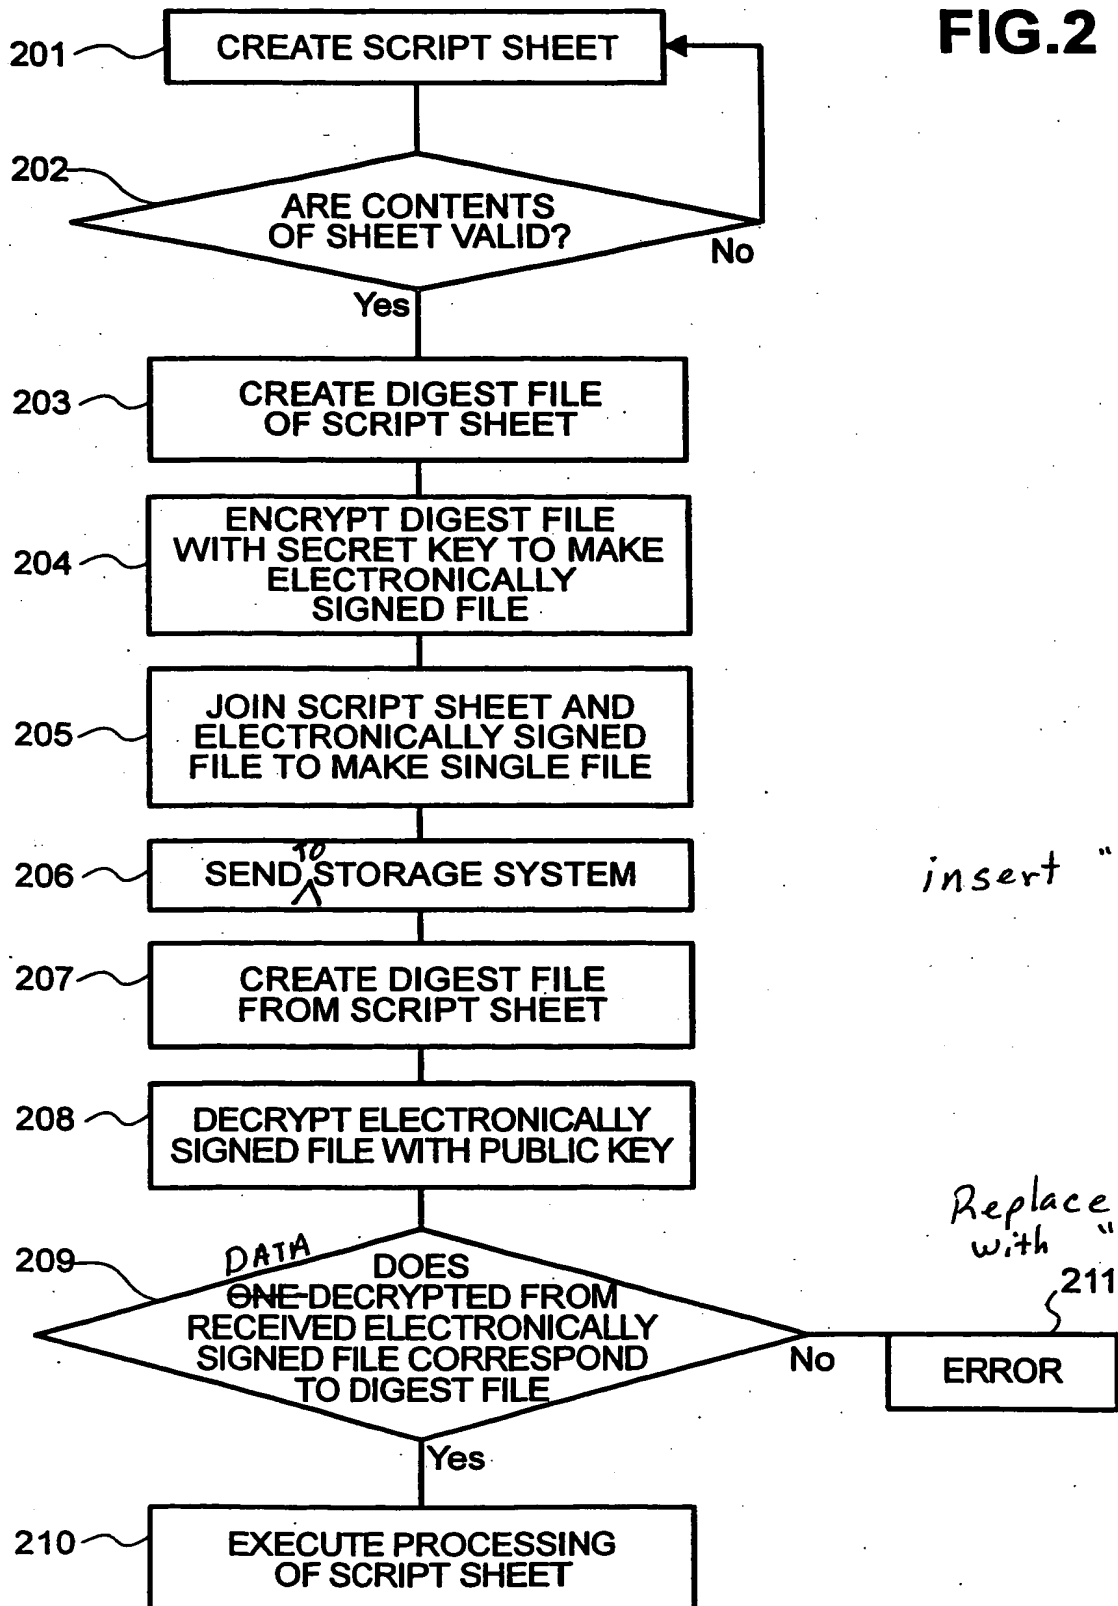 FIG.2
201
CREATE SCRIPT SHEET
202
ARE CONTENTS
OF SHEET VALID?
No
Yes
203
CREATE DIGEST FILE
OF SCRIPT SHEET
204
ENCRYPT DIGEST FILE
WITH SECRET KEY TO MAKE
ELECTRONICALLY
SIGNED FILE
205
JOIN SCRIPT SHEET AND
ELECTRONICALLY SIGNED
FILE TO MAKE SINGLE FILE
TO
206
SEND STORAGE SYSTEM
insert "
207
CREATE DIGEST FILE
FROM SCRIPT SHEET
208
DECRYPT ELECTRONICALLY
SIGNED FILE WITH PUBLIC KEY
Replace
with "
209
DATA
DOES
ONE DECRYPTED FROM
RECEIVED ELECTRONICALLY
SIGNED FILE CORRESPOND
TO DIGEST FILE
No
211
ERROR
Yes
210
EXECUTE PROCESSING
OF SCRIPT SHEET